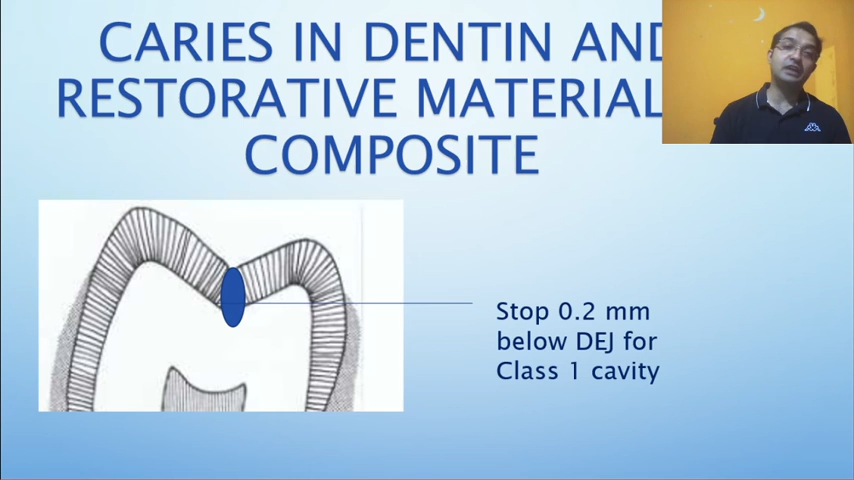 CARIES IN DENTIN AND
RESTORATIVE MATERIAL
COMPOSITE
Stop 0.2 mm
below DEJ for
Class 1 cavity